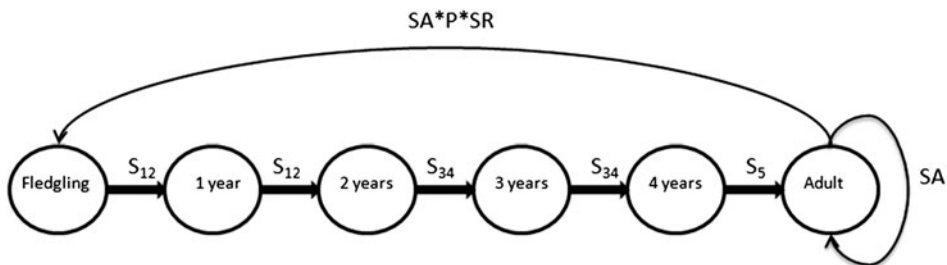 SA*P*SR
S₁₂ S₁₂ S₃₄ S₃₄ S₅
Fledgling 1 year 2 years 3 years 4 years Adult SA